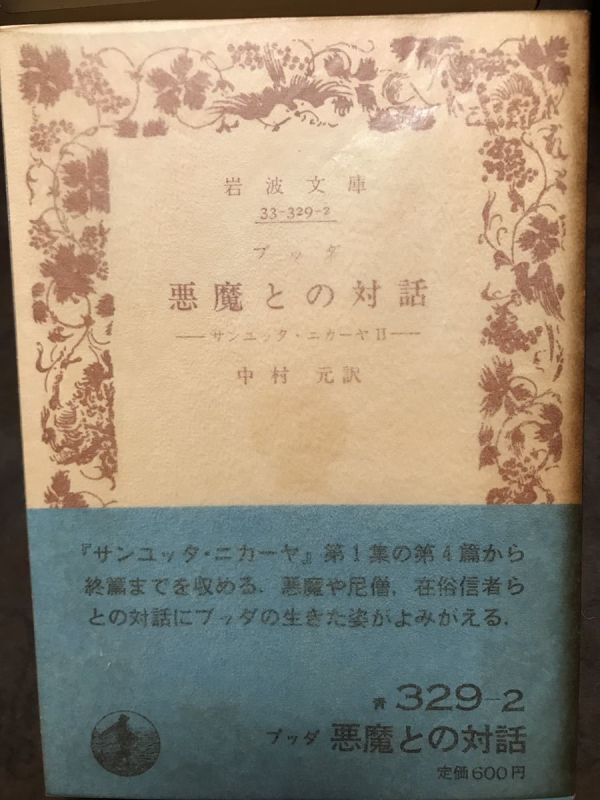 岩波文庫
33-329-2
ブッダ
悪魔との対話
――サンユッタ・ニカーヤII――
中村 元訳
『サンユッタ・ニカーヤ』第1集の第4篇から
終篇までを収める．悪魔や尼僧，在俗信者ら
との対話にブッダの生きた姿がよみがえる．
青 329-2
ブッダ 悪魔との対話
定価600円